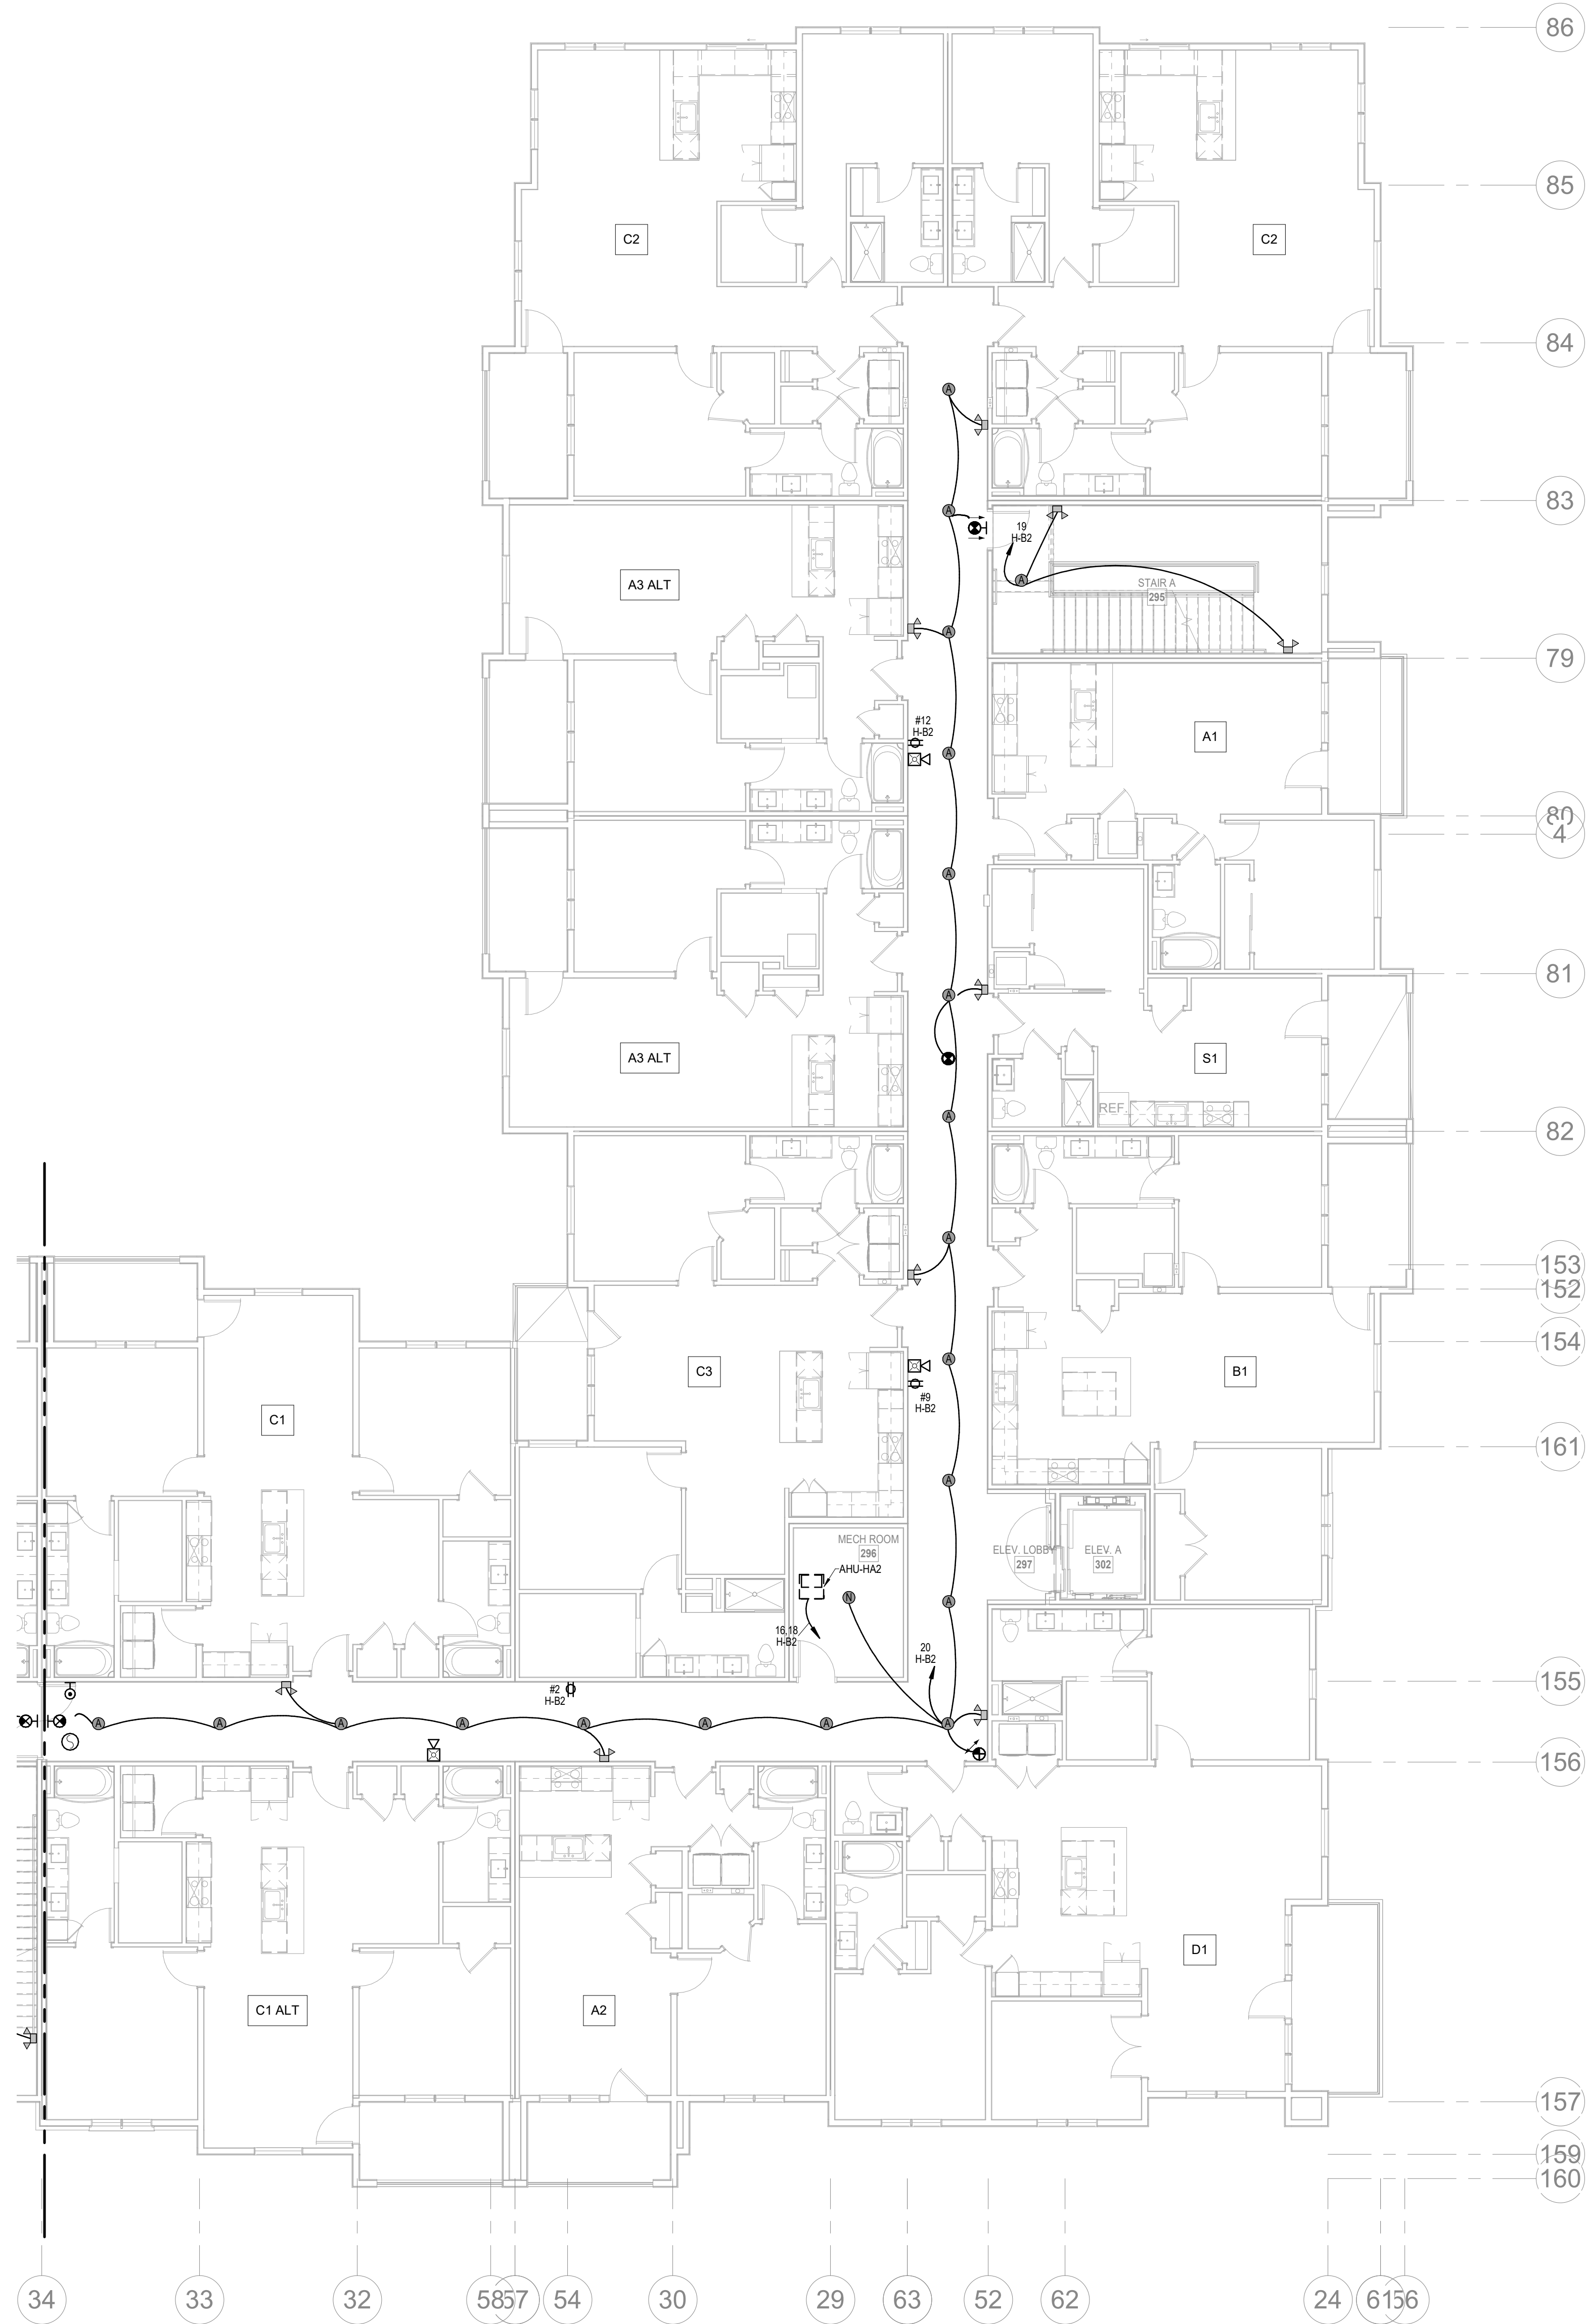 86
85
C2
C2
84
83
19
H-B2
A
A
A
STAIR A
295
A3 ALT
A
79
#12
H-B2
A1
A
80
4
A
81
A
A3 ALT
S1
REF.
A
82
A
153
152
154
A
C3
B1
#9
H-B2
C1
161
A
MECH ROOM
296
ELEV. LOBBY
297
ELEV. A
302
AHU-HA2
N
A
16,18
H-B2
20
H-B2
155
#2
H-B2
A
A
A
A
A
A
A
A
S
156
D1
C1 ALT
A2
157
159
160
34
33
32
58
57
54
30
29
63
52
62
24
61
56